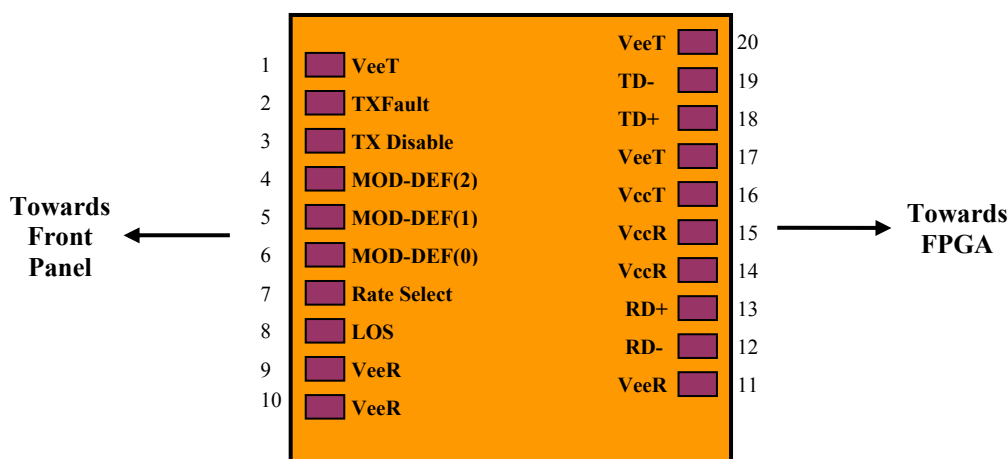 VeeT 20
1 VeeT
TD- 19
2 TXFault
TD+ 18
3 TX Disable
VeeT 17
4 MOD-DEF(2)
VccT 16
5 MOD-DEF(1)
VccR 15
6 MOD-DEF(0)
VccR 14
7 Rate Select
RD+ 13
8 LOS
RD- 12
9 VeeR
VeeR 11
10 VeeR
Towards
Front
Panel
Towards
FPGA